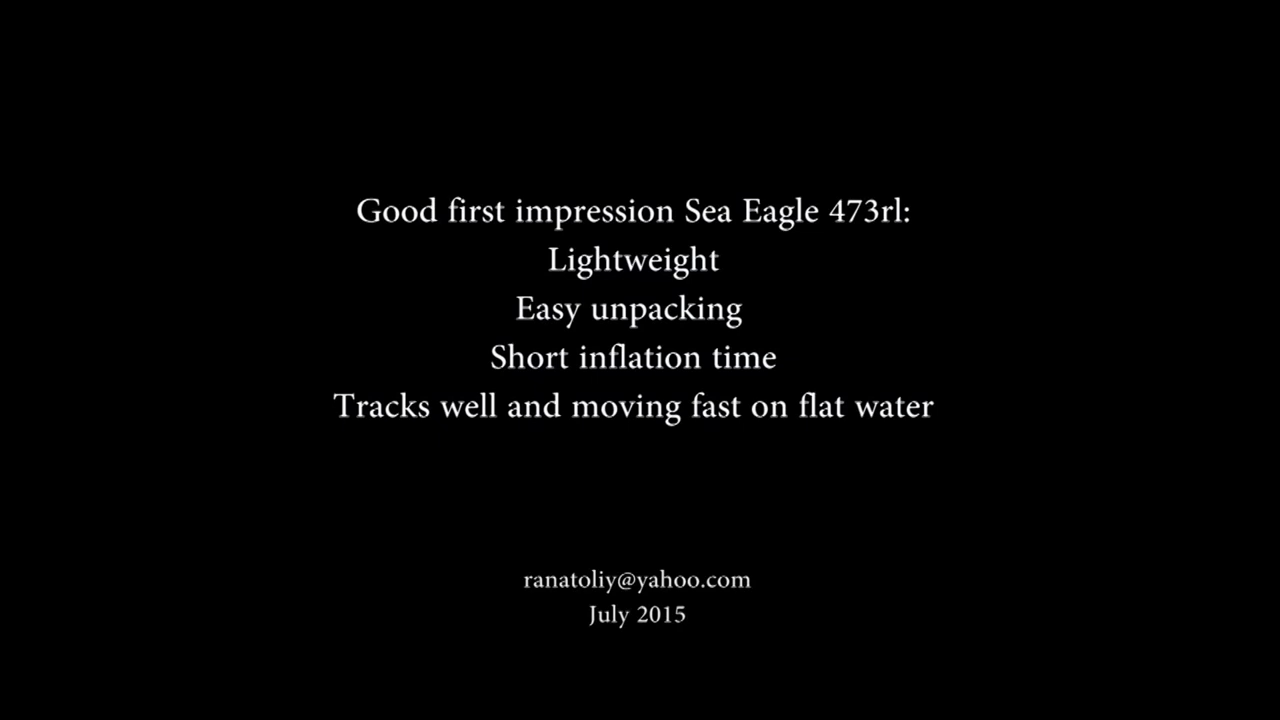 Good first impression Sea Eagle 473rl:
Lightweight
Easy unpacking
Short inflation time
Tracks well and moving fast on flat water
ranatoliy@yahoo.com
July 2015